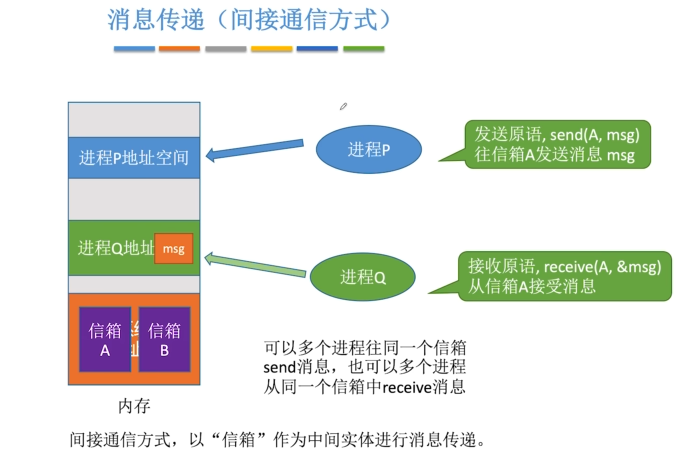 消息传递（间接通信方式）
进程P地址空间
进程P
发送原语, send(A, msg)
往信箱A发送消息 msg
进程Q地址
msg
进程Q
接收原语, receive(A, &msg)
从信箱A接受消息
信箱
A
信箱
B
可以多个进程往同一个信箱
send消息，也可以多个进程
从同一个信箱中receive消息
内存
间接通信方式，以“信箱”作为中间实体进行消息传递。